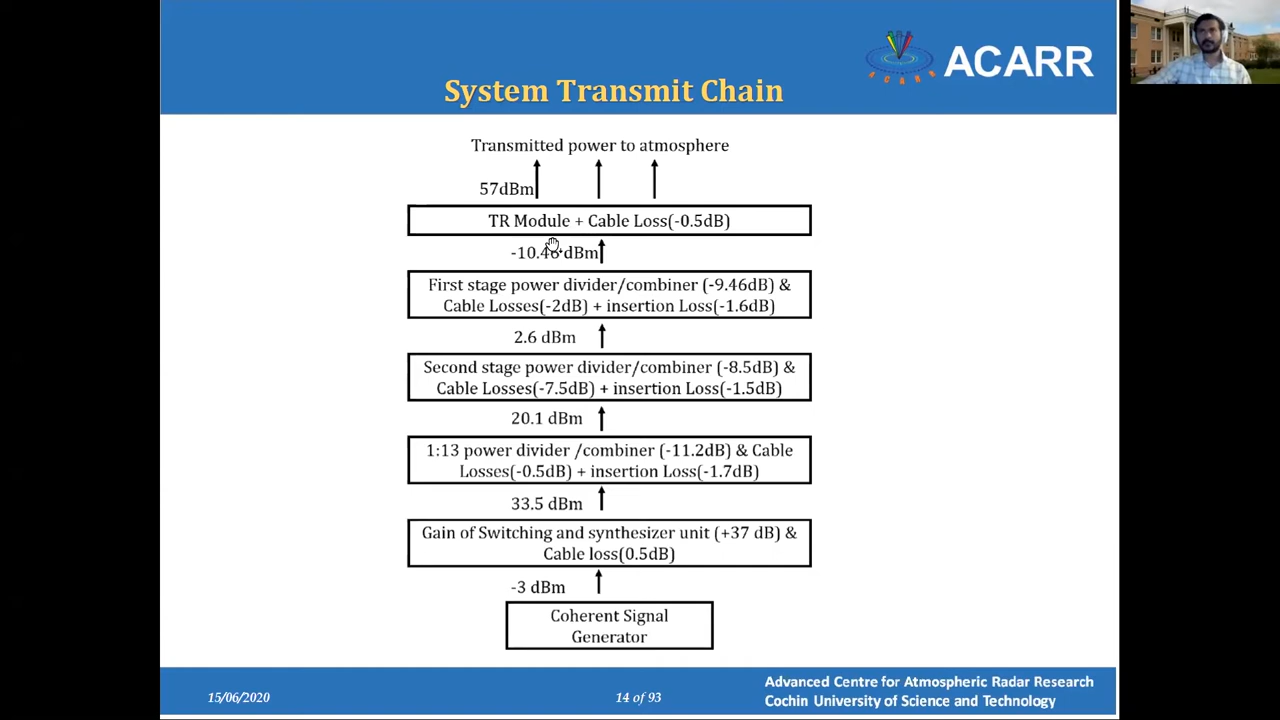 ACARR
A C A R R
System Transmit Chain
Transmitted power to atmosphere
57dBm
TR Module + Cable Loss(-0.5dB)
-10.46 dBm
First stage power divider/combiner (-9.46dB) &
Cable Losses(-2dB) + insertion Loss(-1.6dB)
2.6 dBm
Second stage power divider/combiner (-8.5dB) &
Cable Losses(-7.5dB) + insertion Loss(-1.5dB)
20.1 dBm
1:13 power divider /combiner (-11.2dB) & Cable
Losses(-0.5dB) + insertion Loss(-1.7dB)
33.5 dBm
Gain of Switching and synthesizer unit (+37 dB) &
Cable loss(0.5dB)
-3 dBm
Coherent Signal
Generator
15/06/2020
14 of 93
Advanced Centre for Atmospheric Radar Research
Cochin University of Science and Technology